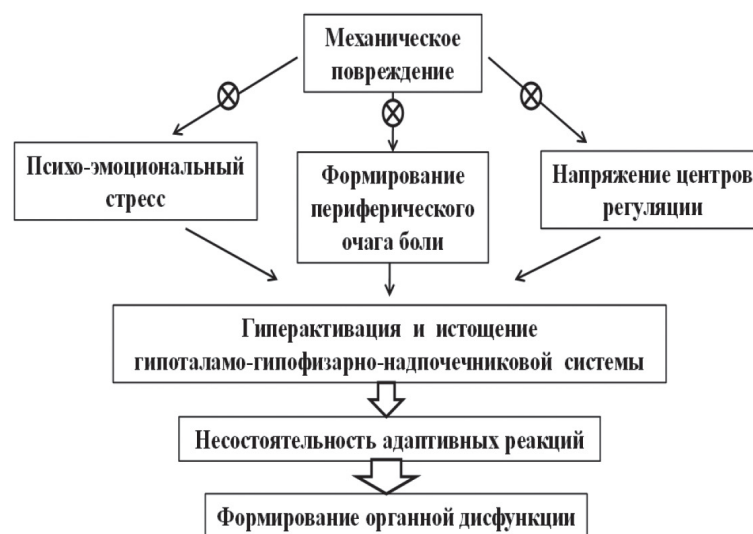 Механическое
повреждение
Психо-эмоциональный
стресс
Формирование
периферического
очага боли
Напряжение центров
регуляции
Гиперактивация и истощение
гипоталамо-гипофизарно-надпочечниковой системы
Несостоятельность адаптивных реакций
Формирование органной дисфункции